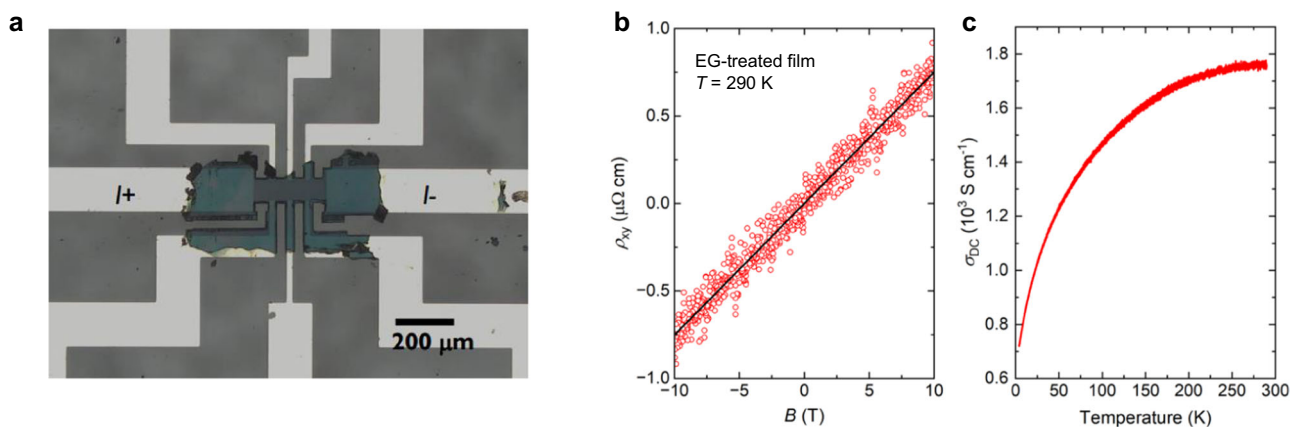 a
I+
I-
200 μm
b
EG-treated film
T = 290 K
1.0
0.5
0.0
−0.5
−1.0
−10
−5
0
5
10
ρxy (μΩ cm)
B (T)
c
1.8
1.6
1.4
1.2
1.0
0.8
0.6
0
50
100
150
200
250
300
σDC (10³ S cm⁻¹)
Temperature (K)